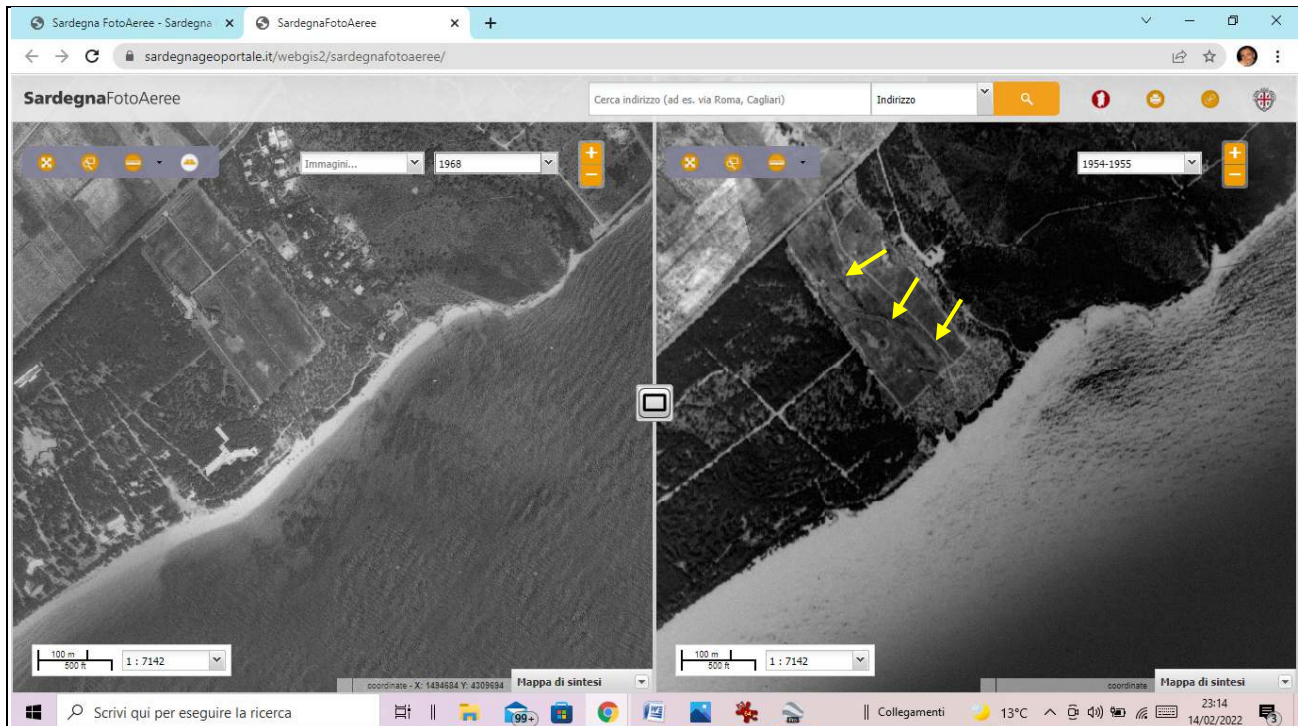 Sardegna FotoAeree - Sardegna
SardegnaFotoAeree
sardegnageoportale.it/webgis2/sardegnafotoaeree/
SardegnaFotoAeree
Cerca indirizzo (ad es. via Roma, Cagliari)
Indirizzo
Immagini...
1968
1954-1955
100 m
500 ft
1 : 7142
coordinate - X: 1494684 Y: 4309694
Mappa di sintesi
100 m
500 ft
1 : 7142
coordinate
Mappa di sintesi
Scrivi qui per eseguire la ricerca
99+
Collegamenti
13°C
23:14
14/02/2022
3